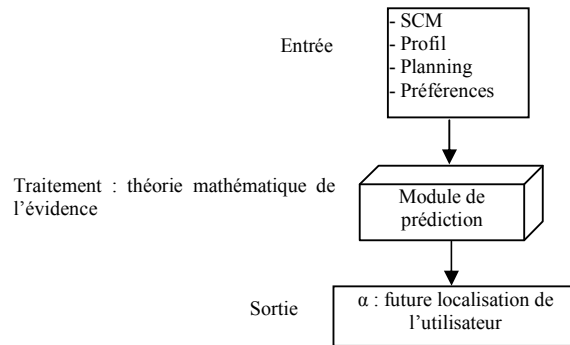 Entrée
- SCM
- Profil
- Planning
- Préférences
Traitement : théorie mathématique de
l’évidence
Module de
prédiction
Sortie
α : future localisation de
l’utilisateur